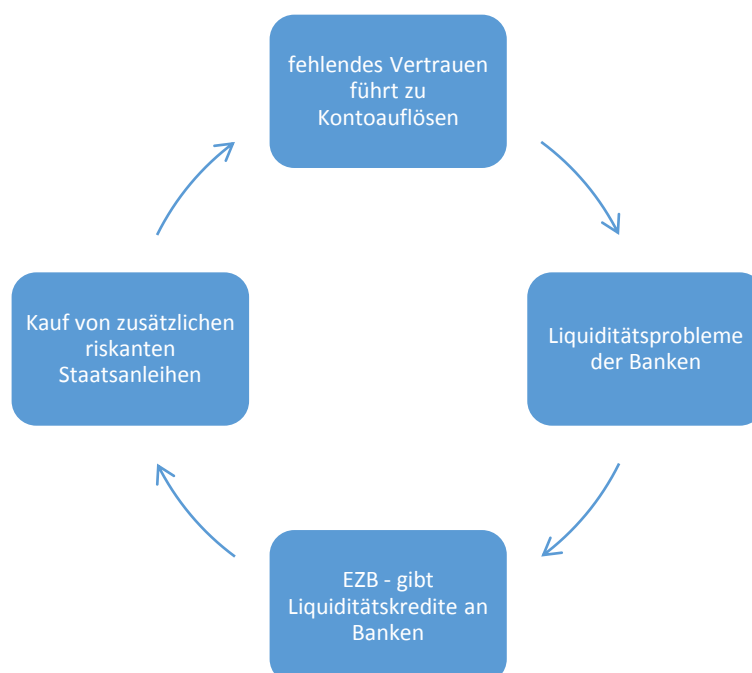 fehlendes Vertrauen
führt zu
Kontoauflösen
Liquiditätsprobleme
der Banken
EZB - gibt
Liquiditätskredite an
Banken
Kauf von zusätzlichen
riskanten
Staatsanleihen